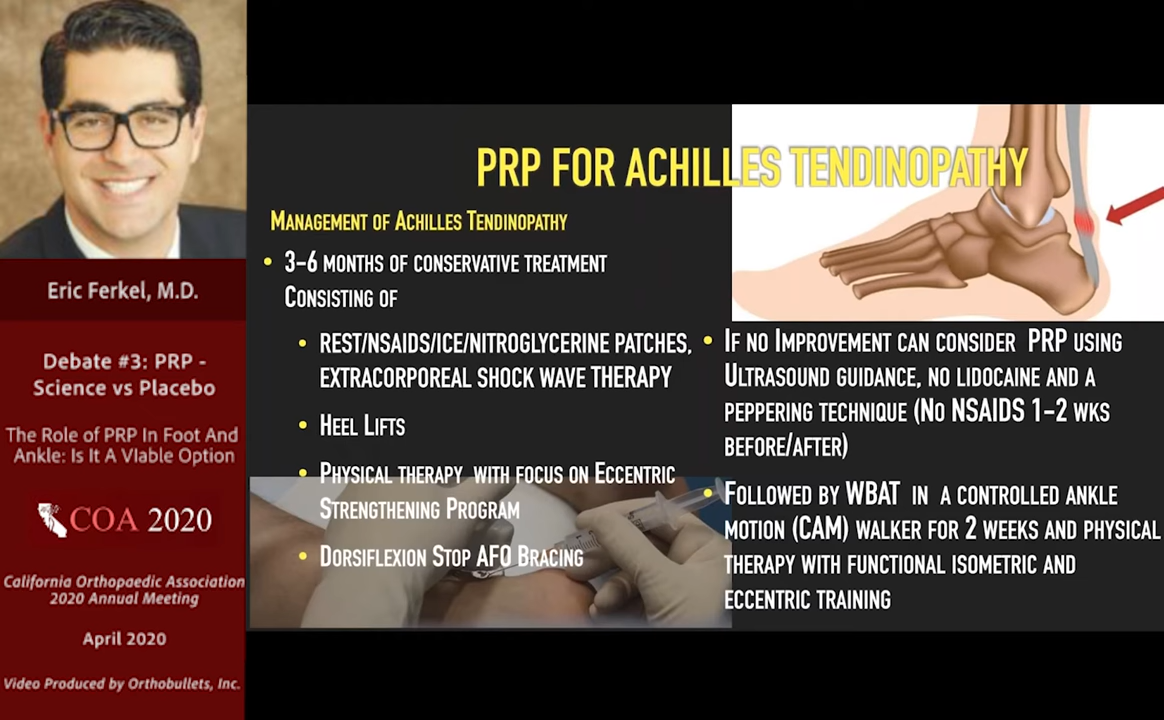 Eric Ferkel, M.D.
Debate #3: PRP -
Science vs Placebo
The Role of PRP In Foot And
Ankle: Is It A VIable Option
COA 2020
California Orthopaedic Association
2020 Annual Meeting
April 2020
Video Produced by Orthobullets, Inc.
PRP FOR ACHILLES TENDINOPATHY
MANAGEMENT OF ACHILLES TENDINOPATHY
• 3-6 MONTHS OF CONSERVATIVE TREATMENT
CONSISTING OF
• REST/NSAIDS/ICE/NITROGLYCERINE PATCHES,
EXTRACORPOREAL SHOCK WAVE THERAPY
• HEEL LIFTS
• PHYSICAL THERAPY WITH FOCUS ON ECCENTRIC
STRENGTHENING PROGRAM
• DORSIFLEXION STOP AFO BRACING
• IF NO IMPROVEMENT CAN CONSIDER PRP USING
ULTRASOUND GUIDANCE, NO LIDOCAINE AND A
PEPPERING TECHNIQUE (NO NSAIDS 1-2 WKS
BEFORE/AFTER)
• FOLLOWED BY WBAT IN A CONTROLLED ANKLE
MOTION (CAM) WALKER FOR 2 WEEKS AND PHYSICAL
THERAPY WITH FUNCTIONAL ISOMETRIC AND
ECCENTRIC TRAINING